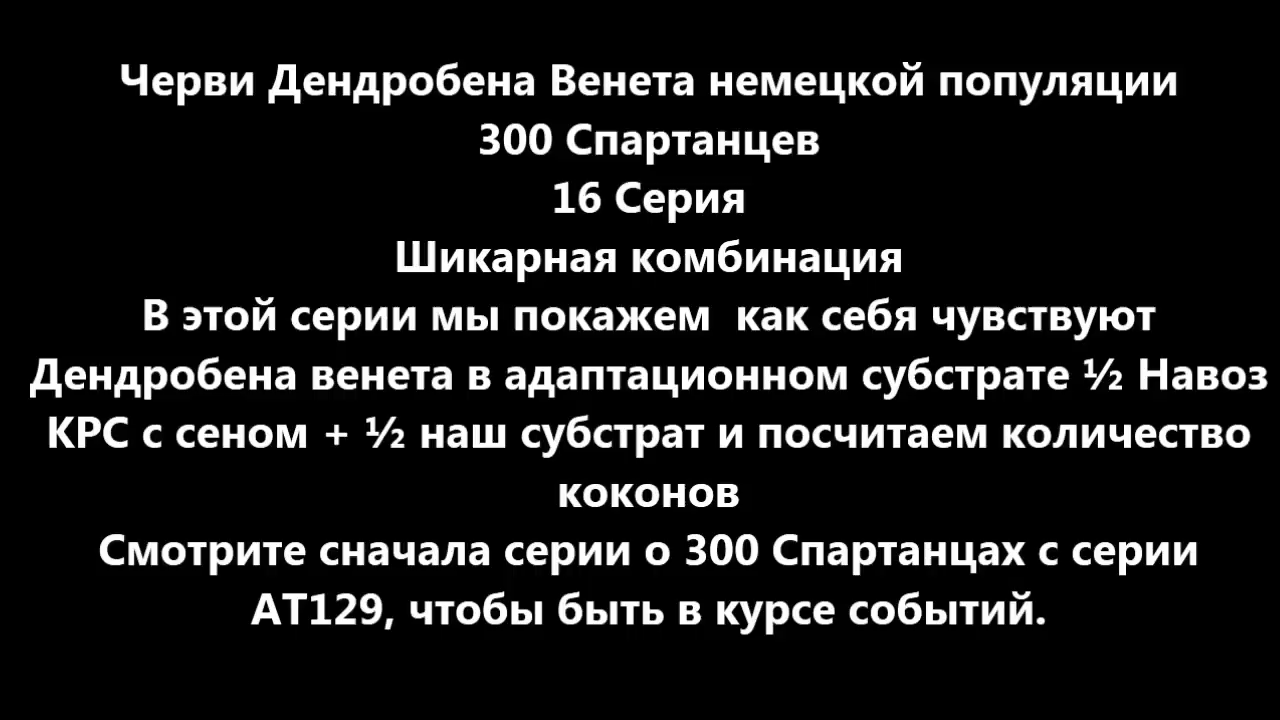 Черви Дендробена Венета немецкой популяции
300 Спартанцев
16 Серия
Шикарная комбинация
В этой серии мы покажем  как себя чувствуют
Дендробена венета в адаптационном субстрате ½ Навоз
КРС с сеном + ½ наш субстрат и посчитаем количество
коконов
Смотрите сначала серии о 300 Спартанцах с серии
АТ129, чтобы быть в курсе событий.